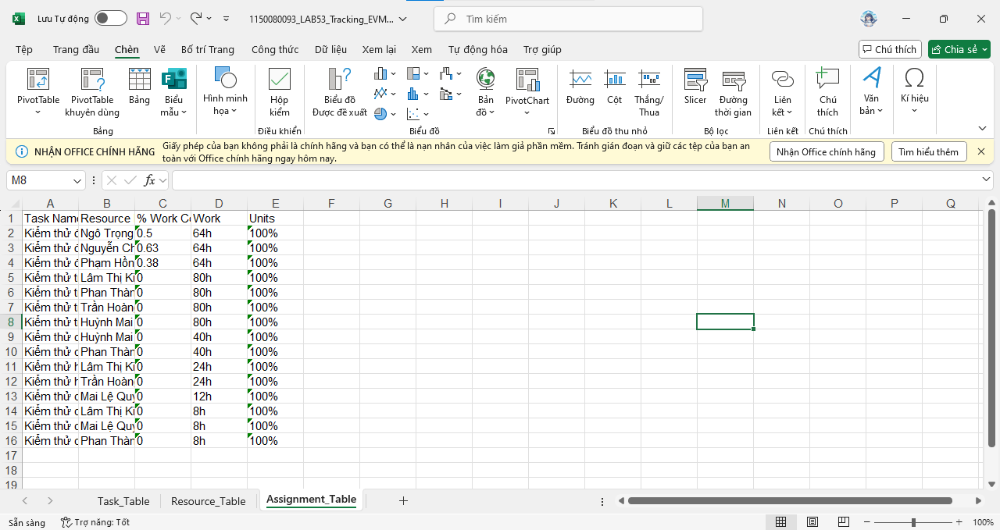 Lưu Tự động
1150080093_LAB53_Tracking_EVM...
Tìm kiếm
Tệp Trang đầu Chèn Vẽ Bố trí Trang Công thức Dữ liệu Xem lại Xem Tự động hóa Trợ giúp
Chú thích
Chia sẻ
PivotTable
PivotTable khuyên dùng
Bảng
Biểu mẫu
Bảng
Hình minh họa
Hộp kiểm
Điều khiển
Biểu đồ Được đề xuất
Bản đồ
PivotChart
Biểu đồ
Đường
Cột
Thắng/ Thua
Biểu đồ thu nhỏ
Slicer
Đường thời gian
Bộ lọc
Liên kết
Liên kết
Chú thích
Chú thích
Văn bản
Kí hiệu
NHẬN OFFICE CHÍNH HÃNG
Giấy phép của bạn không phải là chính hãng và bạn có thể là nạn nhân của việc làm giả phần mềm. Tránh gián đoạn và giữ các tệp của bạn an
toàn với Office chính hãng ngay hôm nay.
Nhận Office chính hãng
Tìm hiểu thêm
M8
fx
A B C D E F G H I J K L M N O P Q
1 Task Name Resource % Work Co Work Units
2 Kiểm thử Ngô Trọng 0.5 64h 100%
3 Kiểm thử Nguyễn Ch 0.63 64h 100%
4 Kiểm thử Phạm Hồn 0.38 64h 100%
5 Kiểm thử t Lâm Thị Ki 0 80h 100%
6 Kiểm thử t Phan Thàn 0 80h 100%
7 Kiểm thử t Trần Hoàn 0 80h 100%
8 Kiểm thử t Huỳnh Mai 0 80h 100%
9 Kiểm thử Huỳnh Mai 0 40h 100%
10 Kiểm thử Phan Thàn 0 40h 100%
11 Kiểm thử h Lâm Thị Ki 0 24h 100%
12 Kiểm thử h Trần Hoàn 0 24h 100%
13 Kiểm thử Mai Lệ Quy 0 12h 100%
14 Kiểm thử Lâm Thị Ki 0 8h 100%
15 Kiểm thử Mai Lệ Quy 0 8h 100%
16 Kiểm thử Phan Thàn 0 8h 100%
17
18
19
Task_Table Resource_Table Assignment_Table
Sẵn sàng
Trợ năng: Tốt
100%